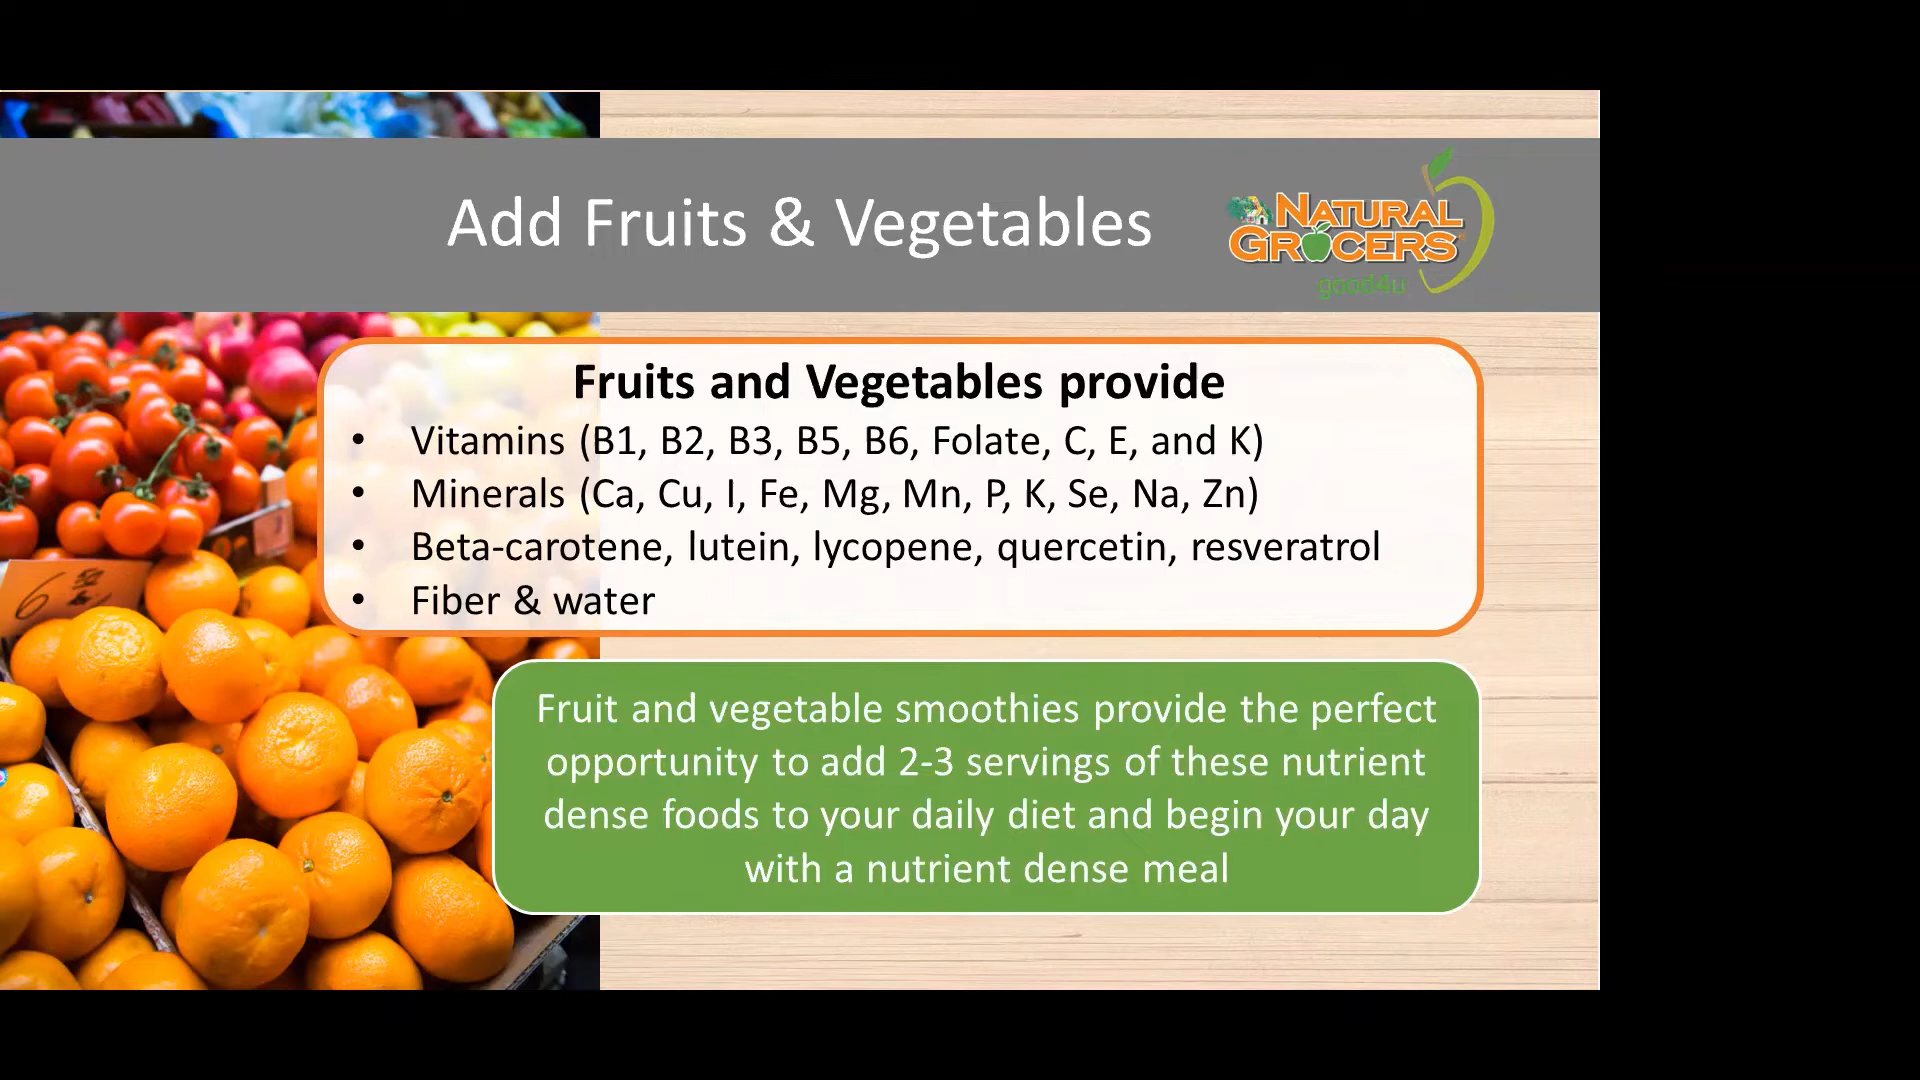 Add Fruits & Vegetables
NATURAL
GROCERS
good4u
Fruits and Vegetables provide
• Vitamins (B1, B2, B3, B5, B6, Folate, C, E, and K)
• Minerals (Ca, Cu, I, Fe, Mg, Mn, P, K, Se, Na, Zn)
• Beta-carotene, lutein, lycopene, quercetin, resveratrol
• Fiber & water
6
Fruit and vegetable smoothies provide the perfect
opportunity to add 2-3 servings of these nutrient
dense foods to your daily diet and begin your day
with a nutrient dense meal